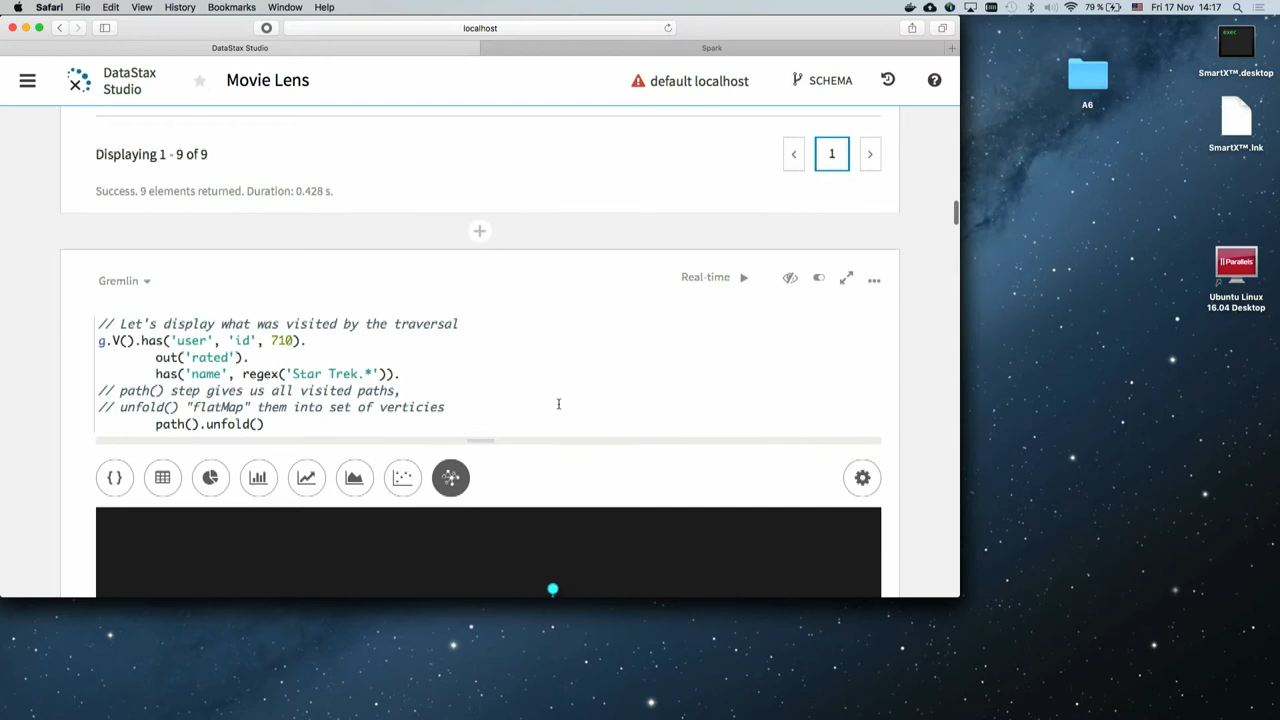 Safari File Edit View History Bookmarks Window Help
79 % Fri 17 Nov 14:17
localhost
DataStax Studio
Spark
DataStax
Studio
Movie Lens
default localhost
SCHEMA
Displaying 1 - 9 of 9
1
Success. 9 elements returned. Duration: 0.428 s.
Gremlin
Real-time
// Let's display what was visited by the traversal
g.V().has('user', 'id', 710).
out('rated').
has('name', regex('Star Trek.*')).
// path() step gives us all visited paths,
// unfold() "flatMap" them into set of verticies
path().unfold()
A6
exec
SmartX™.desktop
SmartX™.lnk
Parallels
Ubuntu Linux
16.04 Desktop